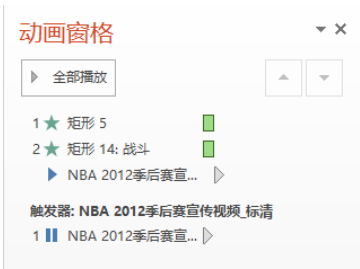 动画窗格
全部播放
1 矩形 5
2 矩形 14: 战斗
NBA 2012季后赛宣...
触发器: NBA 2012季后赛宣传视频_标清
1 NBA 2012季后赛宣...